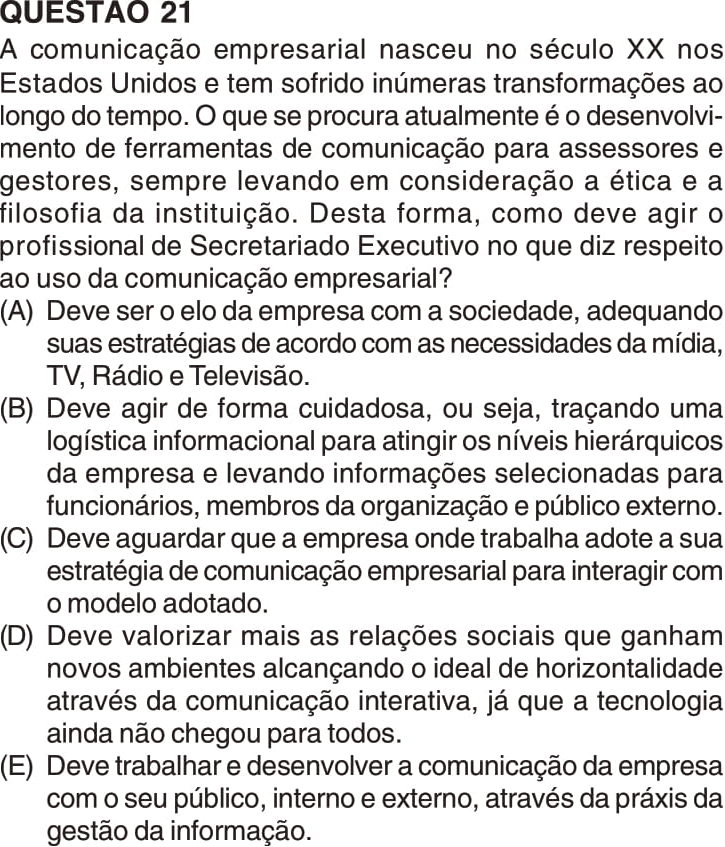 QUESTÃO 21
A comunicação empresarial nasceu no século XX nos
Estados Unidos e tem sofrido inúmeras transformações ao
longo do tempo. O que se procura atualmente é o desenvolvi-
mento de ferramentas de comunicação para assessores e
gestores, sempre levando em consideração a ética e a
filosofia da instituição. Desta forma, como deve agir o
profissional de Secretariado Executivo no que diz respeito
ao uso da comunicação empresarial?
(A) Deve ser o elo da empresa com a sociedade, adequando
suas estratégias de acordo com as necessidades da mídia,
TV, Rádio e Televisão.
(B) Deve agir de forma cuidadosa, ou seja, traçando uma
logística informacional para atingir os níveis hierárquicos
da empresa e levando informações selecionadas para
funcionários, membros da organização e público externo.
(C) Deve aguardar que a empresa onde trabalha adote a sua
estratégia de comunicação empresarial para interagir com
o modelo adotado.
(D) Deve valorizar mais as relações sociais que ganham
novos ambientes alcançando o ideal de horizontalidade
através da comunicação interativa, já que a tecnologia
ainda não chegou para todos.
(E) Deve trabalhar e desenvolver a comunicação da empresa
com o seu público, interno e externo, através da práxis da
gestão da informação.